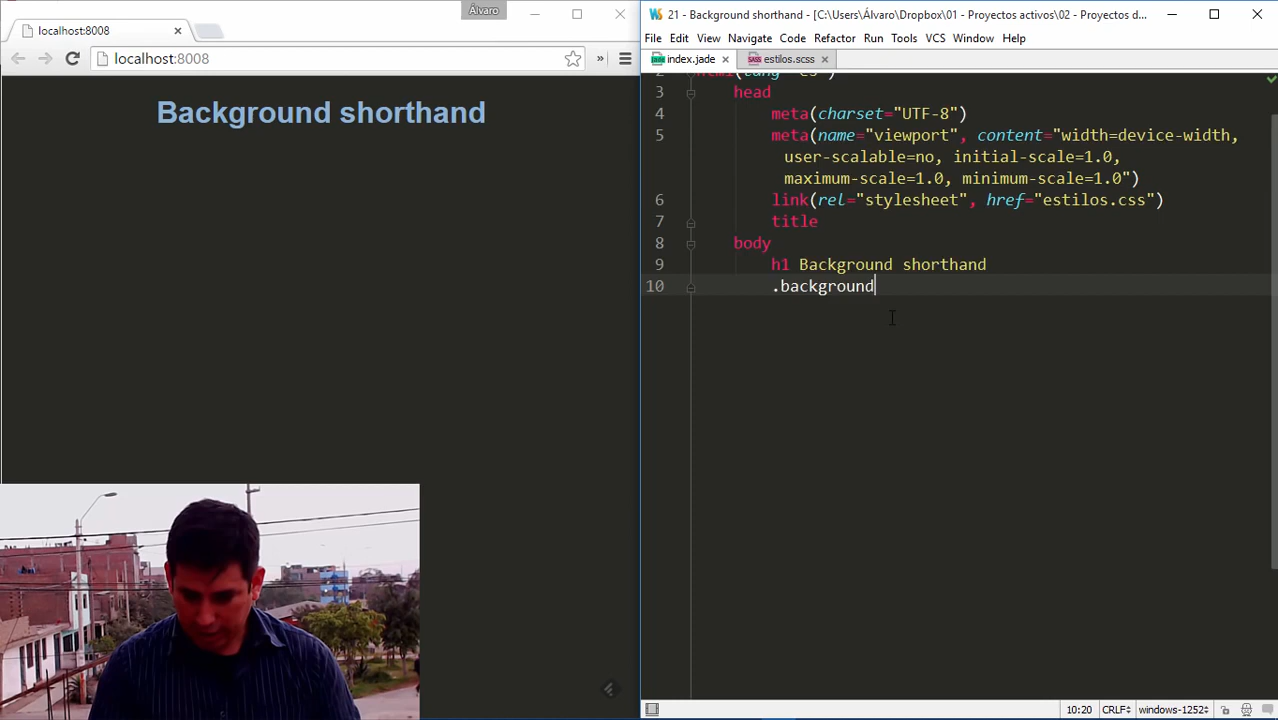 Álvaro
localhost:8008
localhost:8008
»
Background shorthand
21 - Background shorthand - [C:\Users\Álvaro\Dropbox\01 - Proyectos activos\02 - Proyectos d...
File Edit View Navigate Code Refactor Run Tools VCS Window Help
index.jade
estilos.scss
3 head
4 meta(charset="UTF-8")
5 meta(name="viewport", content="width=device-width,
user-scalable=no, initial-scale=1.0,
maximum-scale=1.0, minimum-scale=1.0")
6 link(rel="stylesheet", href="estilos.css")
7 title
8 body
9 h1 Background shorthand
10 .background
10:20 CRLF÷ windows-1252÷